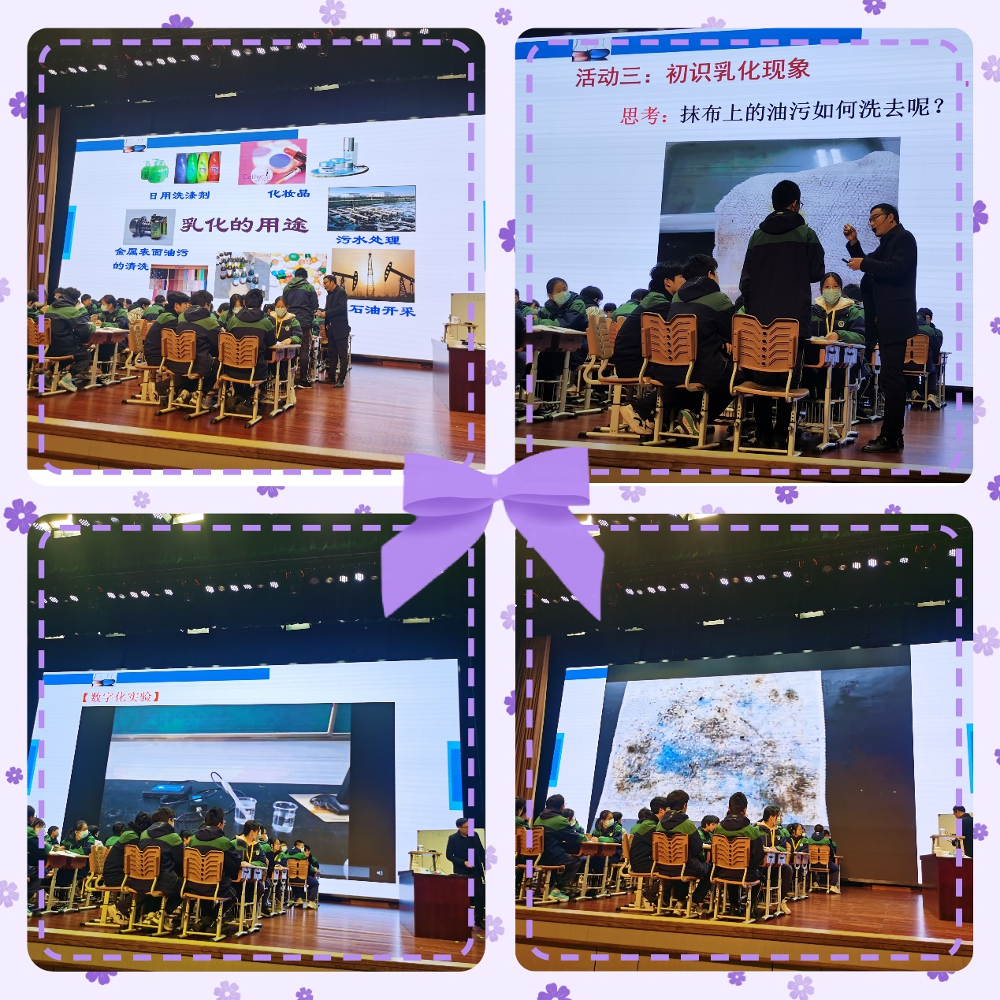 日用洗涤剂
化妆品
乳化的用途
污水处理
金属表面油污
的清洗
石油开采
活动三：初识乳化现象
思考：抹布上的油污如何洗去呢？
【数字化实验】